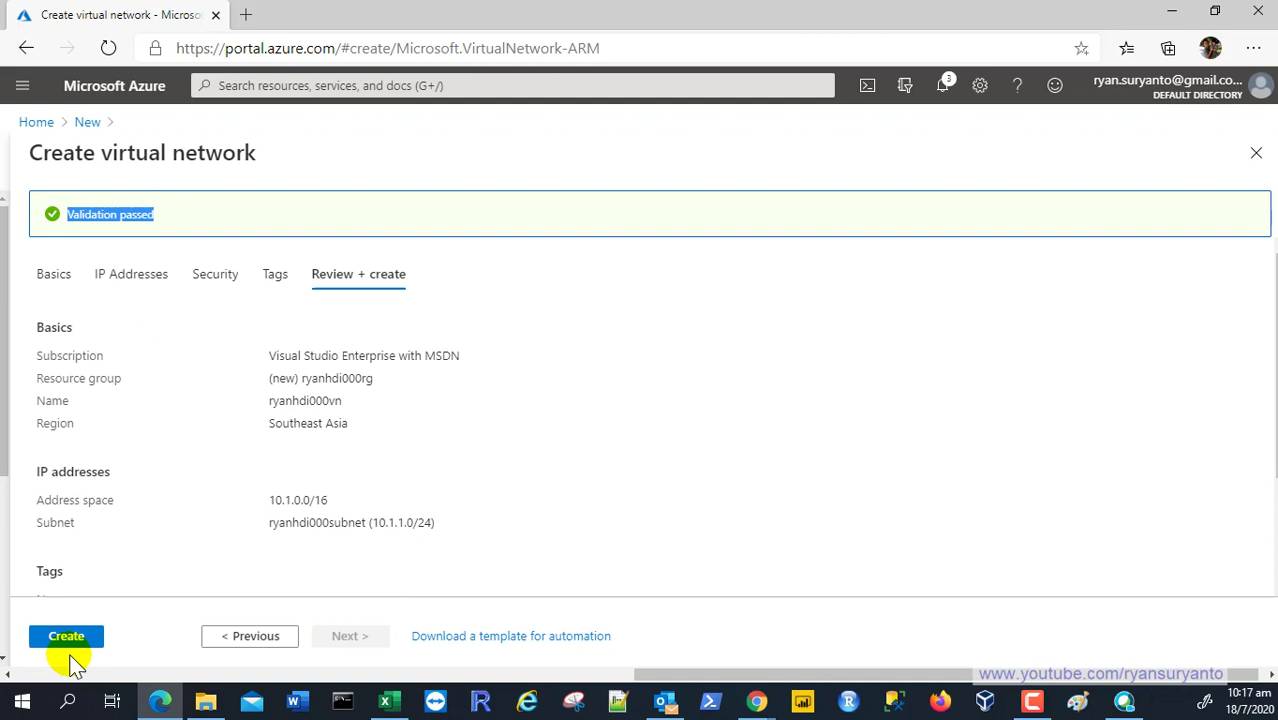 Create virtual network - Microso
https://portal.azure.com/#create/Microsoft.VirtualNetwork-ARM
Microsoft Azure
Search resources, services, and docs (G+/)
3
ryan.suryanto@gmail.co...
DEFAULT DIRECTORY
Home > New >
Create virtual network
Validation passed
Basics IP Addresses Security Tags Review + create
Basics
Subscription Visual Studio Enterprise with MSDN
Resource group (new) ryanhdi000rg
Name ryanhdi000vn
Region Southeast Asia
IP addresses
Address space 10.1.0.0/16
Subnet ryanhdi000subnet (10.1.1.0/24)
Tags
Create < Previous Next > Download a template for automation
www.youtube.com/ryansuryanto
10:17 am
18/7/2020